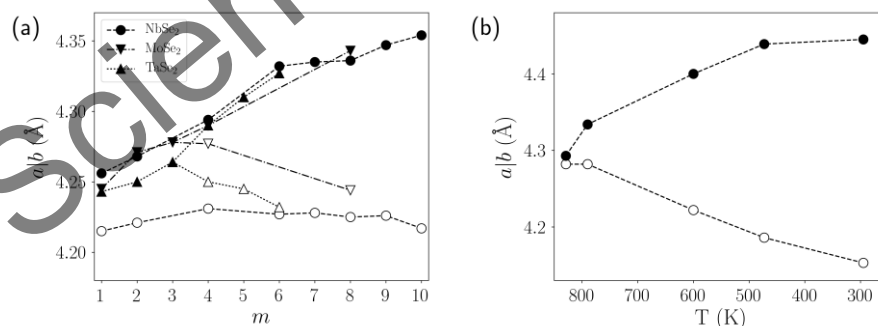 (a)
NbSe₂
MoSe₂
TaSe₂
4.35
4.30
4.25
4.20
a|b (Å)
1 2 3 4 5 6 7 8 9 10
m
(b)
4.4
4.3
4.2
a|b (Å)
800 700 600 500 400 300
T (K)